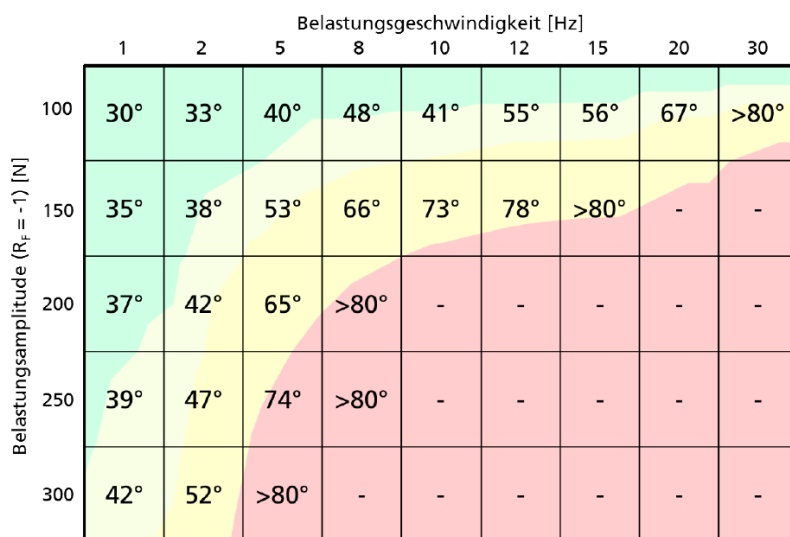 Belastungsgeschwindigkeit [Hz]
1 2 5 8 10 12 15 20 30
Belastungsamplitude (R_F = -1) [N]
100 30° 33° 40° 48° 41° 55° 56° 67° >80°
150 35° 38° 53° 66° 73° 78° >80° - -
200 37° 42° 65° >80° - - - - -
250 39° 47° 74° >80° - - - - -
300 42° 52° >80° - - - - - -